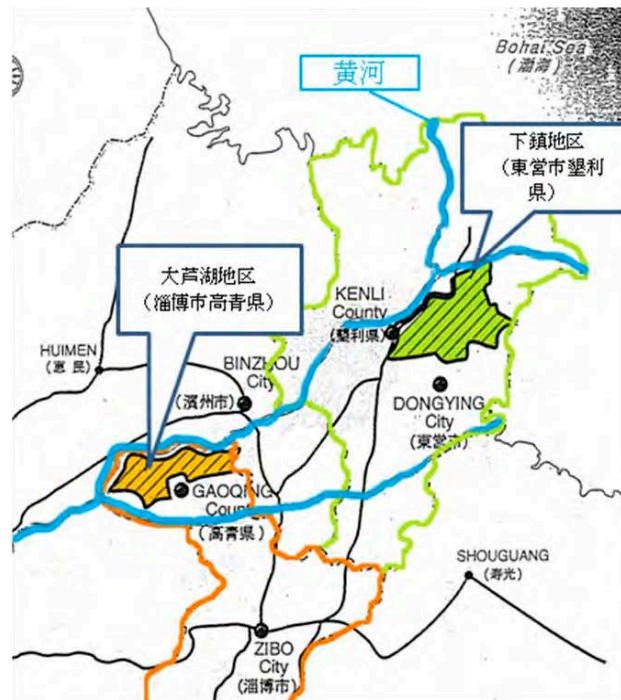 Bohai Sea
(渤海)
黄河
下鎮地区
(東営市墾利
県)
大芦湖地区
(淄博市高青県)
KENLI
County
(墾利県)
HUIMEN
(恵民)
BINZHOU
City
(濱州市)
DONGYING
City
(東営市)
GAOQING
County
(高青県)
SHOUGUANG
(寿光)
ZIBO
City
(淄博市)